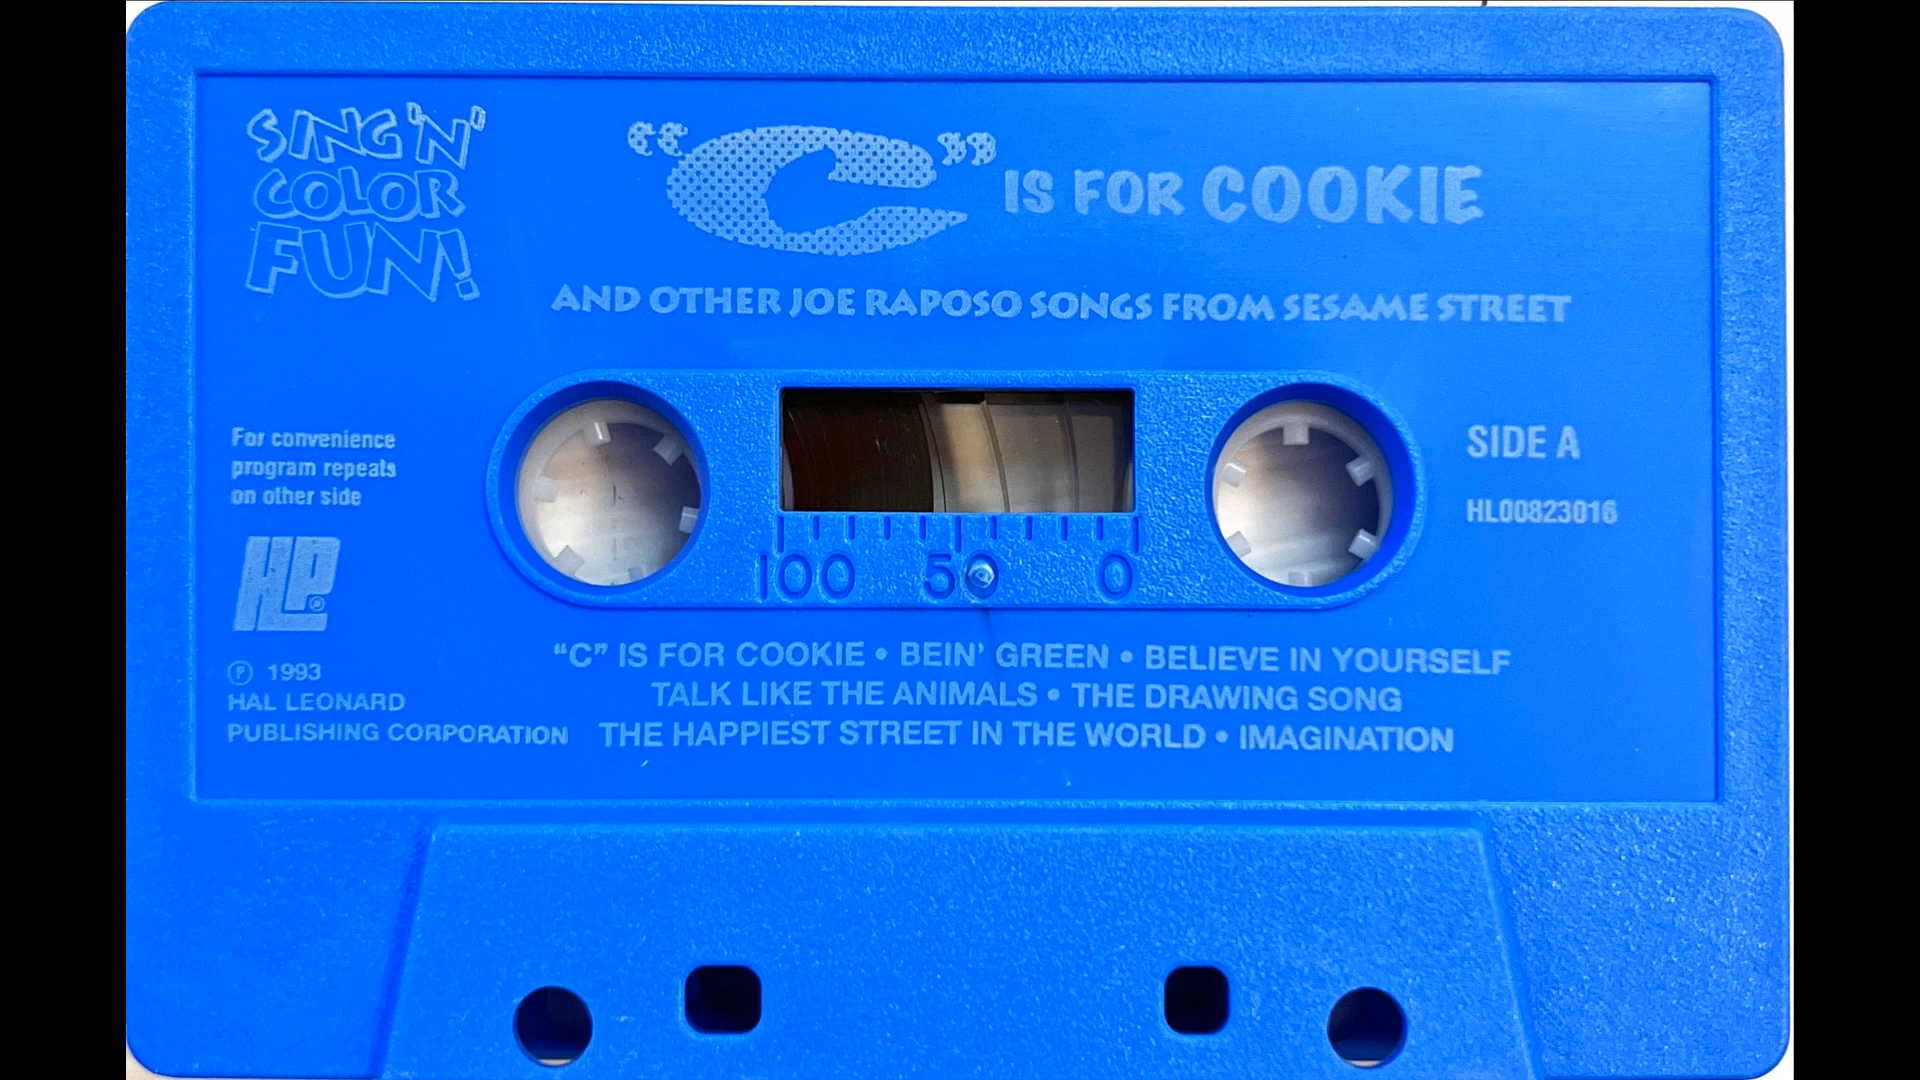 SING 'N'
COLOR
FUN!
“C” IS FOR COOKIE
AND OTHER JOE RAPOSO SONGS FROM SESAME STREET
For convenience
program repeats
on other side
SIDE A
HL00823016
100 50 0
HLP®
℗ 1993
HAL LEONARD
PUBLISHING CORPORATION
“C” IS FOR COOKIE • BEIN’ GREEN • BELIEVE IN YOURSELF
TALK LIKE THE ANIMALS • THE DRAWING SONG
THE HAPPIEST STREET IN THE WORLD • IMAGINATION